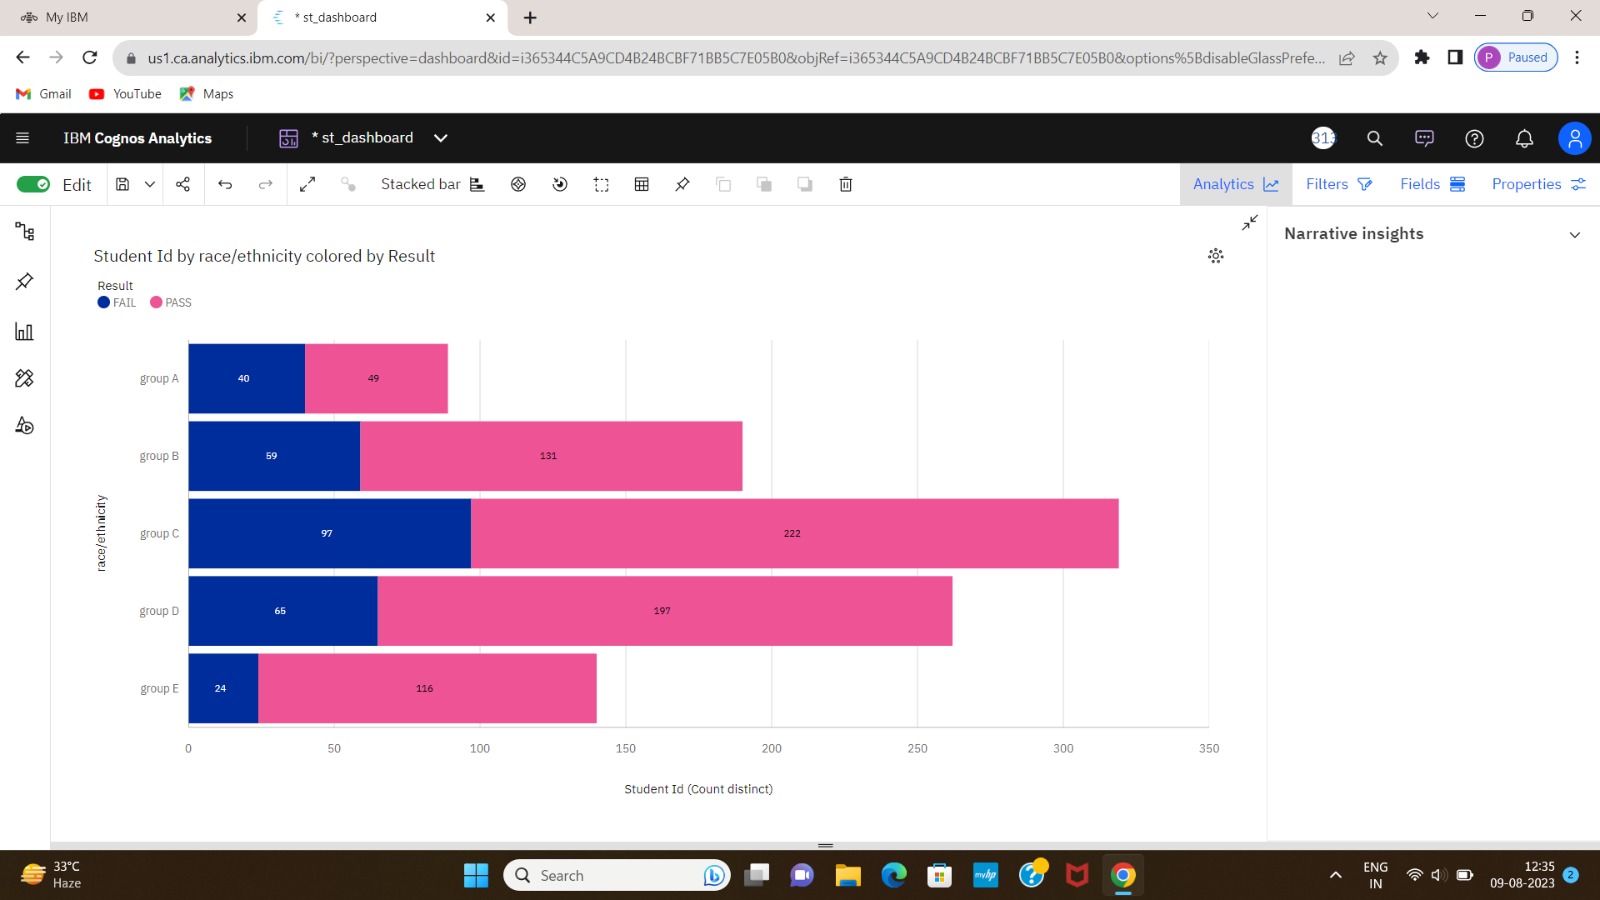 My IBM
* st_dashboard
us1.ca.analytics.ibm.com/bi/?perspective=dashboard&id=i365344C5A9CD4B24BCBF71BB5C7E05B0&objRef=i365344C5A9CD4B24BCBF71BB5C7E05B0&options%5BdisableGlassPrefe...
P Paused
Gmail YouTube Maps
IBM Cognos Analytics
* st_dashboard
313
Edit
Stacked bar
Analytics
Filters
Fields
Properties
Narrative insights
Student Id by race/ethnicity colored by Result
Result
FAIL PASS
group A 40 49
group B 59 131
group C 97 222
group D 65 197
group E 24 116
race/ethnicity
0 50 100 150 200 250 300 350
Student Id (Count distinct)
33°C
Haze
Search
myhp
ENG
IN
12:35
09-08-2023
2